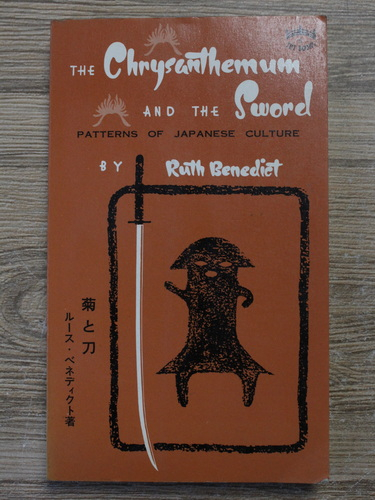 THE Chrysanthemum
AND THE Sword
PATTERNS OF JAPANESE CULTURE
BY Ruth Benedict
菊と刀
ルース・ベネディクト著